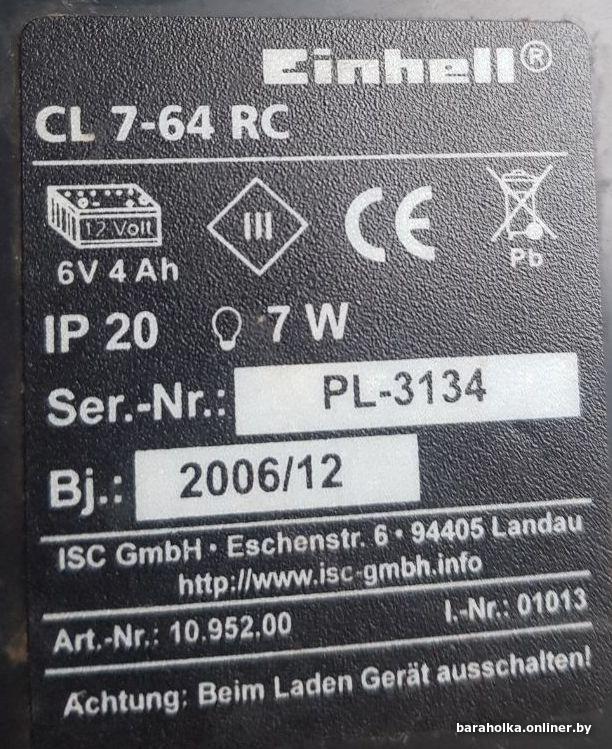 Einhell®
CL 7-64 RC
12 Volt
III
CE
6V 4 Ah
Pb
IP 20 7 W
Ser.-Nr.: PL-3134
Bj.: 2006/12
ISC GmbH · Eschenstr. 6 · 94405 Landau
http://www.isc-gmbh.info
Art.-Nr.: 10.952.00 I.-Nr.: 01013
Achtung: Beim Laden Gerät ausschalten!
baraholka.onliner.by